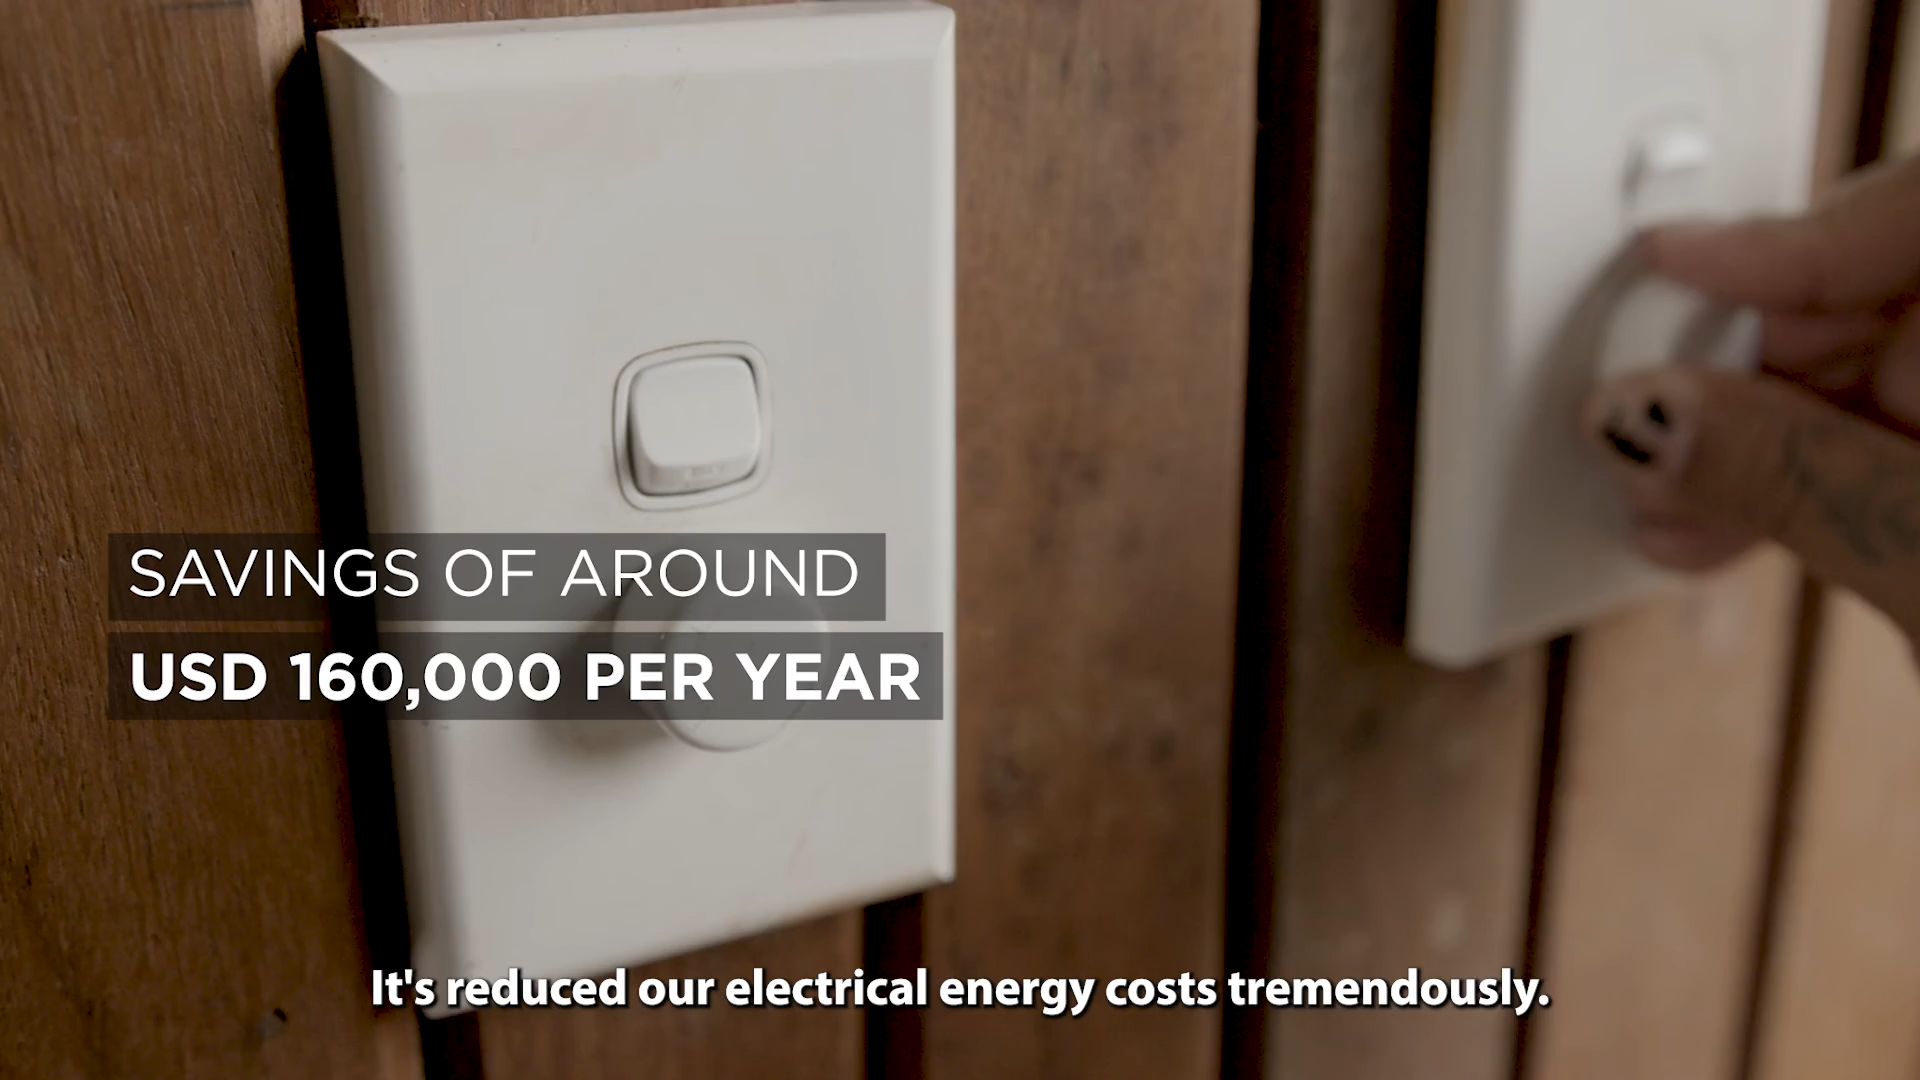 SAVINGS OF AROUND
USD 160,000 PER YEAR
It's reduced our electrical energy costs tremendously.